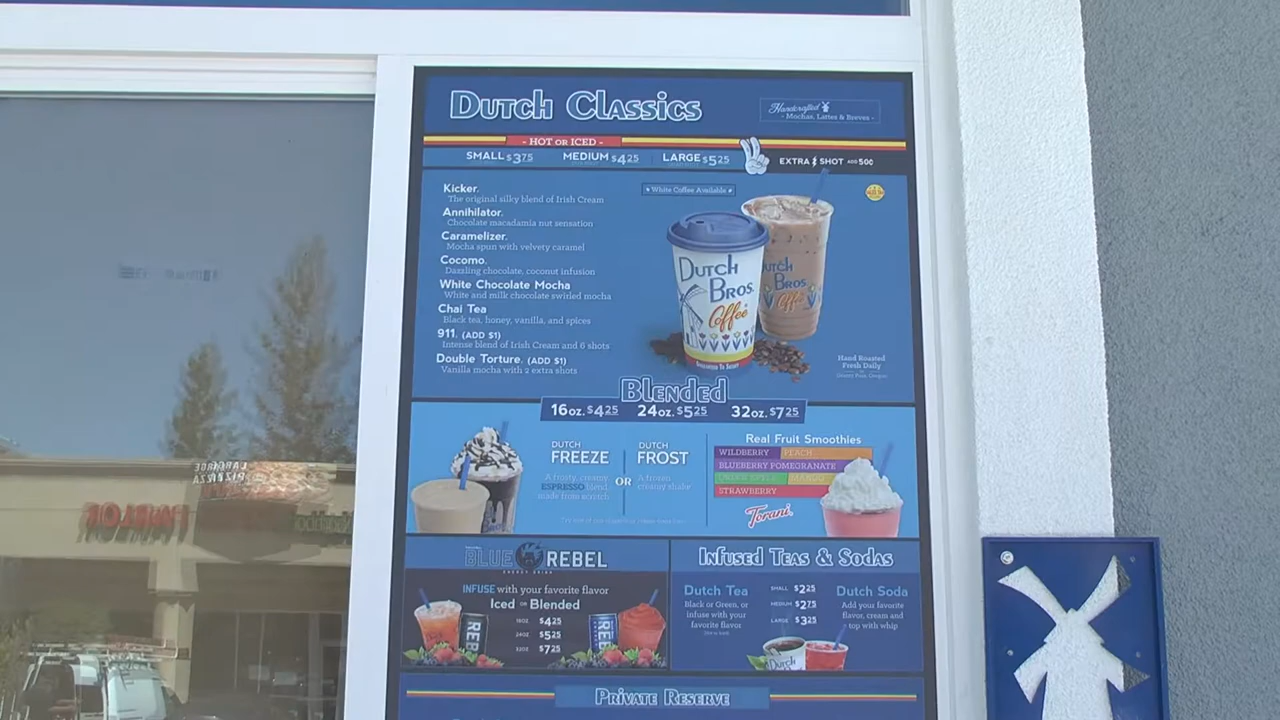 Dutch Classics
Handcrafted
- Mochas, Lattes & Breves -
- HOT OR ICED -
SMALL $3.75 MEDIUM $4.25 LARGE $5.25 EXTRA SHOT ADD 50¢
Kicker.
The original silky blend of Irish Cream
White Coffee Available
Annihilator.
Chocolate macadamia nut sensation
Caramelizer.
Mocha spun with velvety caramel
Cocomo.
Dazzling chocolate, coconut infusion
White Chocolate Mocha
White and milk chocolate swirled mocha
Chai Tea
Black tea, honey, vanilla, and spices
911. (ADD $1)
Intense blend of Irish Cream and 6 shots
Double Torture. (ADD $1)
Vanilla mocha with 2 extra shots
DUTCH
BROS.
Coffee
DUTCH
BROS.
Coffee
Hand Roasted
Fresh Daily
Blended
16oz. $4.25 24oz. $5.25 32oz. $7.25
DUTCH
FREEZE
A frosty, creamy
ESPRESSO blend,
made from scratch
OR
DUTCH
FROST
A frozen
creamy shake
Real Fruit Smoothies
WILDBERRY PEACH
BLUEBERRY POMEGRANATE
GREEN APPLE MANGO
STRAWBERRY
Torani.
BLUE REBEL
ENERGY DRINK
INFUSE with your favorite flavor
Iced or Blended
16OZ $4.25
24OZ $5.25
32OZ $7.25
Infused Teas & Sodas
Dutch Tea
Black or Green, or
infuse with your
favorite flavor
SMALL $2.25
MEDIUM $2.75
LARGE $3.25
Dutch Soda
Add your favorite
flavor, cream and
top with whip
Dutch
Private Reserve